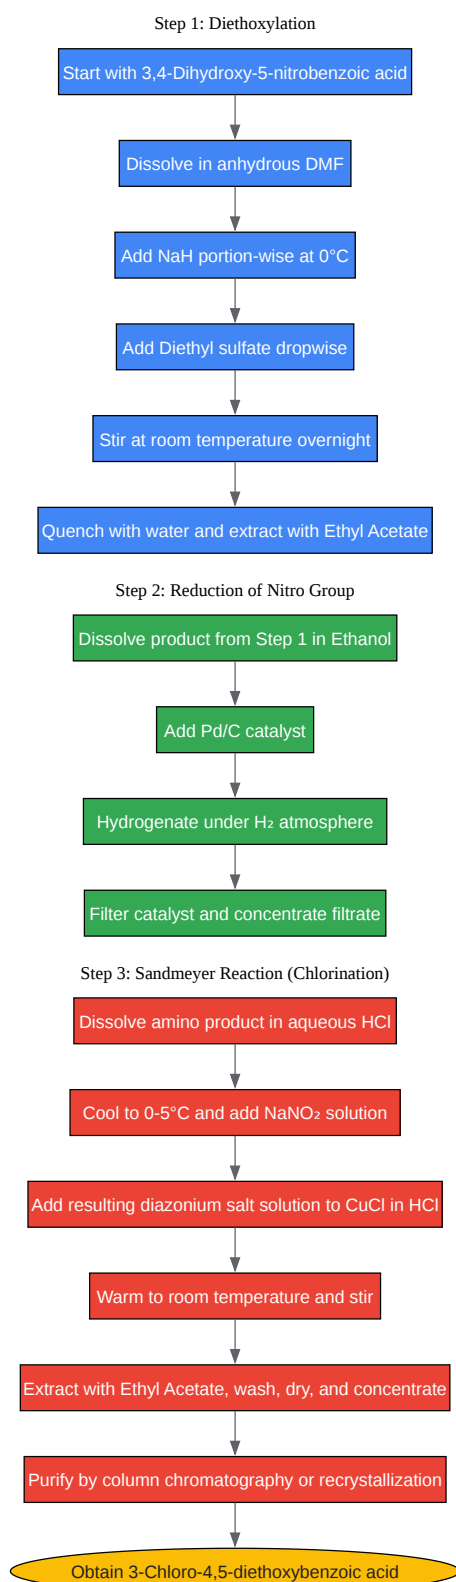 Step 1: Diethoxylation
Start with 3,4-Dihydroxy-5-nitrobenzoic acid
Dissolve in anhydrous DMF
Add NaH portion-wise at 0°C
Add Diethyl sulfate dropwise
Stir at room temperature overnight
Quench with water and extract with Ethyl Acetate
Step 2: Reduction of Nitro Group
Dissolve product from Step 1 in Ethanol
Add Pd/C catalyst
Hydrogenate under H₂ atmosphere
Filter catalyst and concentrate filtrate
Step 3: Sandmeyer Reaction (Chlorination)
Dissolve amino product in aqueous HCl
Cool to 0-5°C and add NaNO₂ solution
Add resulting diazonium salt solution to CuCl in HCl
Warm to room temperature and stir
Extract with Ethyl Acetate, wash, dry, and concentrate
Purify by column chromatography or recrystallization
Obtain 3-Chloro-4,5-diethoxybenzoic acid